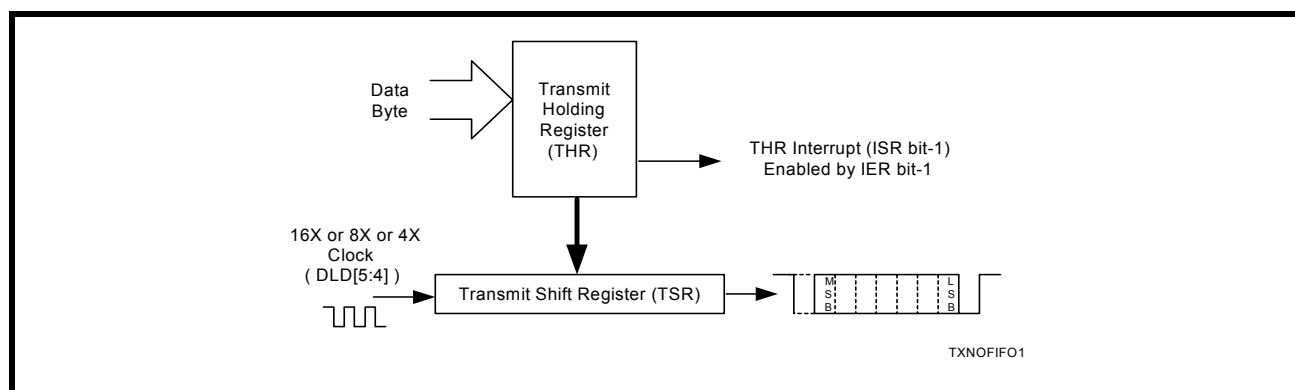 Data
Byte
Transmit
Holding
Register
(THR)
THR Interrupt (ISR bit-1)
Enabled by IER bit-1
16X or 8X or 4X
Clock
( DLD[5:4] )
Transmit Shift Register (TSR)
M
S
B
L
S
B
TXNOFIFO1